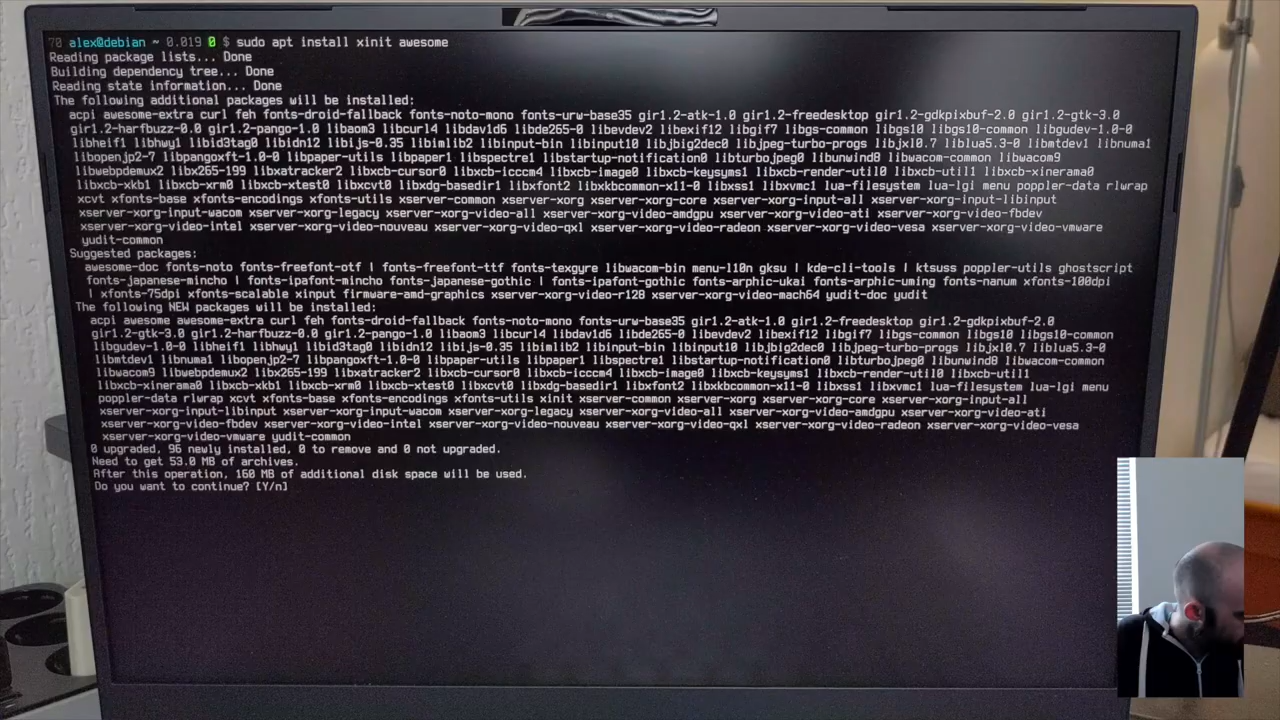 70 alex@debian ~ 0.019 0 $ sudo apt install xinit awesome
Reading package lists... Done
Building dependency tree... Done
Reading state information... Done
The following additional packages will be installed:
acpi awesome-extra curl feh fonts-droid-fallback fonts-noto-mono fonts-urw-base35 gir1.2-atk-1.0 gir1.2-freedesktop gir1.2-gdkpixbuf-2.0 gir1.2-gtk-3.0
gir1.2-harfbuzz-0.0 gir1.2-pango-1.0 libaom3 libcurl4 libdav1d6 libde265-0 libevdev2 libexif12 libgif7 libgs-common libgs10 libgs10-common libgudev-1.0-0
libheif1 libhwy1 libid3tag0 libidn12 libijs-0.35 libimlib2 libinput-bin libinput10 libjbig2dec0 libjpeg-turbo-progs libjxl0.7 liblua5.3-0 libmtdev1 libnuma1
libopenjp2-7 libpangoxft-1.0-0 libpaper-utils libpaper1 libspectre1 libstartup-notification0 libturbojpeg0 libunwind8 libwacom-common libwacom9
libwebpdemux2 libx265-199 libxatracker2 libxcb-cursor0 libxcb-icccm4 libxcb-image0 libxcb-keysyms1 libxcb-render-util0 libxcb-util1 libxcb-xinerama0
libxcb-xkb1 libxcb-xrm0 libxcb-xtest0 libxcvt0 libxdg-basedir1 libxfont2 libxkbcommon-x11-0 libxss1 libxvmc1 lua-filesystem lua-lgi menu poppler-data rlwrap
xcvt xfonts-base xfonts-encodings xfonts-utils xserver-common xserver-xorg xserver-xorg-core xserver-xorg-input-all xserver-xorg-input-libinput
xserver-xorg-input-wacom xserver-xorg-legacy xserver-xorg-video-all xserver-xorg-video-amdgpu xserver-xorg-video-ati xserver-xorg-video-fbdev
xserver-xorg-video-intel xserver-xorg-video-nouveau xserver-xorg-video-qxl xserver-xorg-video-radeon xserver-xorg-video-vesa xserver-xorg-video-vmware
yudit-common
Suggested packages:
awesome-doc fonts-noto fonts-freefont-otf | fonts-freefont-ttf fonts-texgyre libwacom-bin menu-l10n gksu | kde-cli-tools | ktsuss poppler-utils ghostscript
fonts-japanese-mincho | fonts-ipafont-mincho fonts-japanese-gothic | fonts-ipafont-gothic fonts-arphic-ukai fonts-arphic-uming fonts-nanum xfonts-100dpi
| xfonts-75dpi xfonts-scalable xinput firmware-amd-graphics xserver-xorg-video-r128 xserver-xorg-video-mach64 yudit-doc yudit
The following NEW packages will be installed:
acpi awesome awesome-extra curl feh fonts-droid-fallback fonts-noto-mono fonts-urw-base35 gir1.2-atk-1.0 gir1.2-freedesktop gir1.2-gdkpixbuf-2.0
gir1.2-gtk-3.0 gir1.2-harfbuzz-0.0 gir1.2-pango-1.0 libaom3 libcurl4 libdav1d6 libde265-0 libevdev2 libexif12 libgif7 libgs-common libgs10 libgs10-common
libgudev-1.0-0 libheif1 libhwy1 libid3tag0 libidn12 libijs-0.35 libimlib2 libinput-bin libinput10 libjbig2dec0 libjpeg-turbo-progs libjxl0.7 liblua5.3-0
libmtdev1 libnuma1 libopenjp2-7 libpangoxft-1.0-0 libpaper-utils libpaper1 libspectre1 libstartup-notification0 libturbojpeg0 libunwind8 libwacom-common
libwacom9 libwebpdemux2 libx265-199 libxatracker2 libxcb-cursor0 libxcb-icccm4 libxcb-image0 libxcb-keysyms1 libxcb-render-util0 libxcb-util1
libxcb-xinerama0 libxcb-xkb1 libxcb-xrm0 libxcb-xtest0 libxcvt0 libxdg-basedir1 libxfont2 libxkbcommon-x11-0 libxss1 libxvmc1 lua-filesystem lua-lgi menu
poppler-data rlwrap xcvt xfonts-base xfonts-encodings xfonts-utils xinit xserver-common xserver-xorg xserver-xorg-core xserver-xorg-input-all
xserver-xorg-input-libinput xserver-xorg-input-wacom xserver-xorg-legacy xserver-xorg-video-all xserver-xorg-video-amdgpu xserver-xorg-video-ati
xserver-xorg-video-fbdev xserver-xorg-video-intel xserver-xorg-video-nouveau xserver-xorg-video-qxl xserver-xorg-video-radeon xserver-xorg-video-vesa
xserver-xorg-video-vmware yudit-common
0 upgraded, 96 newly installed, 0 to remove and 0 not upgraded.
Need to get 53.0 MB of archives.
After this operation, 160 MB of additional disk space will be used.
Do you want to continue? [Y/n]